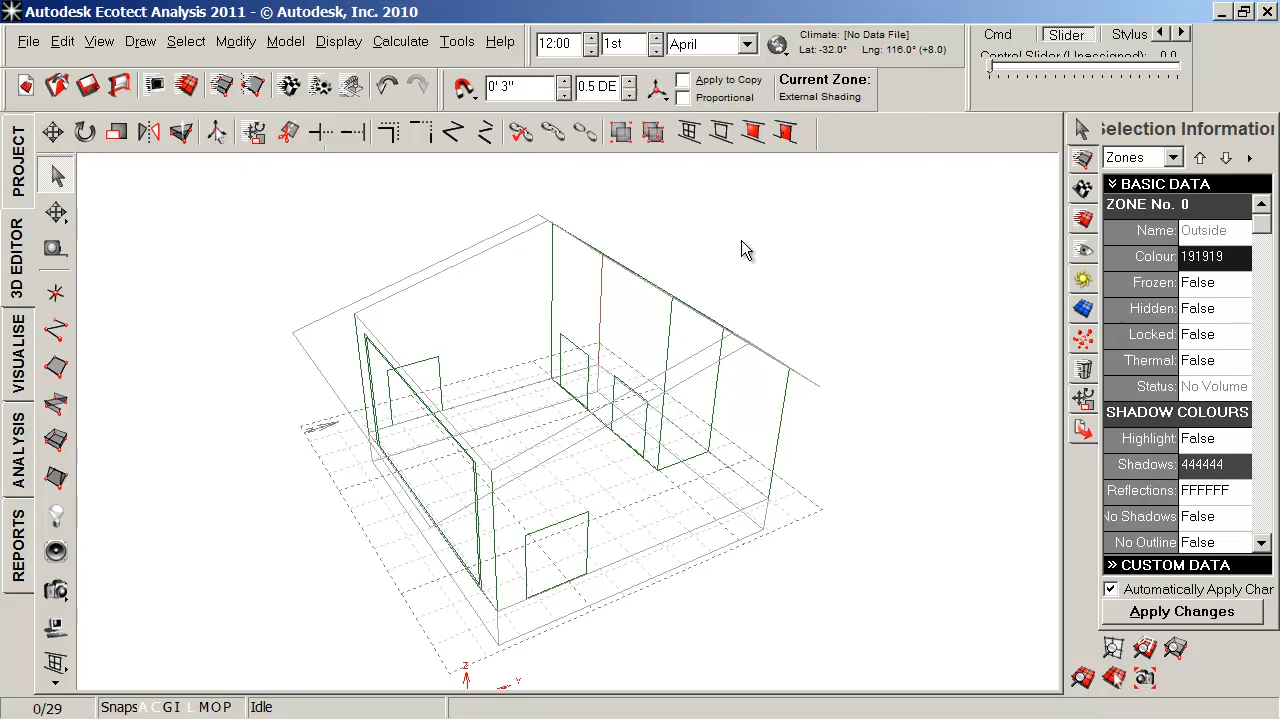 Autodesk Ecotect Analysis 2011 - © Autodesk, Inc. 2010
File Edit View Draw Select Modify Model Display Calculate Tools Help
12:00 1st April
Climate: [No Data File]
Lat: -32.0° Lng: 116.0° (+8.0)
Cmd Slider Stylus
Control Slider (unit) 0.0
0' 3" 0.5 DE
Apply to Copy
Proportional
Current Zone:
External Shading
PROJECT
3D EDITOR
VISUALISE
ANALYSIS
REPORTS
Selection Information
Zones
BASIC DATA
ZONE No. 0
Name: Outside
Colour: 191919
Frozen: False
Hidden: False
Locked: False
Thermal: False
Status: No Volume
SHADOW COLOURS
Highlight: False
Shadows: 444444
Reflections: FFFFFF
No Shadows False
No Outline False
CUSTOM DATA
Automatically Apply Char
Apply Changes
Z
Y
0/29 Snaps A C G I L M O P Idle